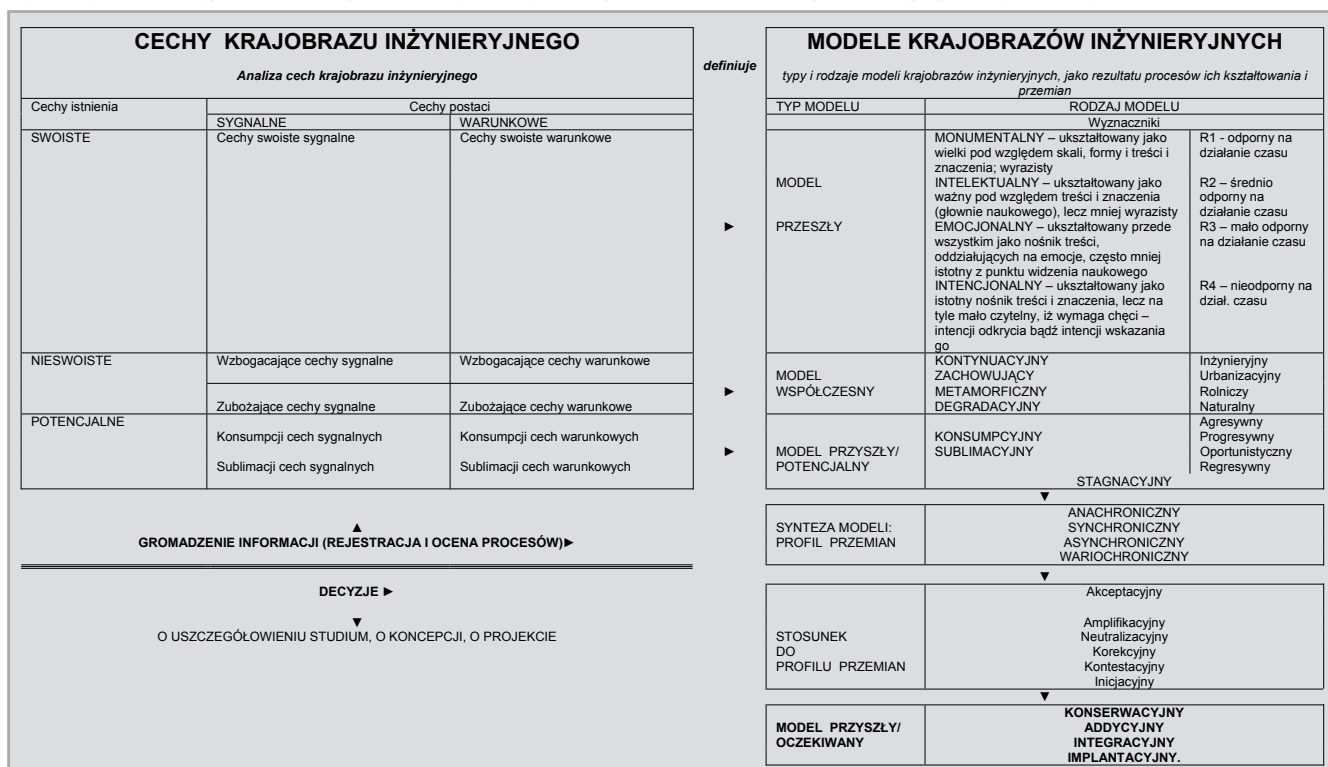 CECHY KRAJOBRAZU INŻYNIERYJNEGO
Analiza cech krajobrazu inżynieryjnego
Cechy istnienia
Cechy postaci
SYGNALNE
WARUNKOWE
SWOISTE
Cechy swoiste sygnalne
Cechy swoiste warunkowe
NIESWOISTE
Wzbogacające cechy sygnalne
Wzbogacające cechy warunkowe
Zubożające cechy sygnalne
Zubożające cechy warunkowe
POTENCJALNE
Konsumpcji cech sygnalnych
Konsumpcji cech warunkowych
Sublimacji cech sygnalnych
Sublimacji cech warunkowych
▲
GROMADZENIE INFORMACJI (REJESTRACJA I OCENA PROCESÓW)►
DECYZJE ►
▼
O USZCZEGÓŁOWIENIU STUDIUM, O KONCEPCJI, O PROJEKCIE
definiuje
►
►
►
MODELE KRAJOBRAZÓW INŻYNIERYJNYCH
typy i rodzaje modeli krajobrazów inżynieryjnych, jako rezultatu procesów ich kształtowania i
przemian
TYP MODELU
RODZAJ MODELU
Wyznaczniki
MODEL
PRZESZŁY
MONUMENTALNY – ukształtowany jako
wielki pod względem skali, formy i treści i
znaczenia; wyrazisty
INTELEKTUALNY – ukształtowany jako
ważny pod względem treści i znaczenia
(głownie naukowego), lecz mniej wyrazisty
EMOCJONALNY – ukształtowany przede
wszystkim jako nośnik treści,
oddziałujących na emocje, często mniej
istotny z punktu widzenia naukowego
INTENCJONALNY – ukształtowany jako
istotny nośnik treści i znaczenia, lecz na
tyle mało czytelny, iż wymaga chęci –
intencji odkrycia bądź intencji wskazania
go
R1 - odporny na
działanie czasu
R2 – średnio
odporny na
działanie czasu
R3 – mało odporny
na działanie czasu
R4 – nieodporny na
dział. czasu
MODEL
WSPÓŁCZESNY
KONTYNUACYJNY
ZACHOWUJĄCY
METAMORFICZNY
DEGRADACYJNY
Inżynieryjny
Urbanizacyjny
Rolniczy
Naturalny
MODEL PRZYSZŁY/
POTENCJALNY
KONSUMPCYJNY
SUBLIMACYJNY
Agresywny
Progresywny
Oportunistyczny
Regresywny
STAGNACYJNY
▼
SYNTEZA MODELI:
PROFIL PRZEMIAN
ANACHRONICZNY
SYNCHRONICZNY
ASYNCHRONICZNY
WARIOCHRONICZNY
▼
STOSUNEK
DO
PROFILU PRZEMIAN
Akceptacyjny
Amplifikacyjny
Neutralizacyjny
Korekcyjny
Kontestacyjny
Inicjacyjny
▼
MODEL PRZYSZŁY/
OCZEKIWANY
KONSERWACYJNY
ADDYCYJNY
INTEGRACYJNY
IMPLANTACYJNY.